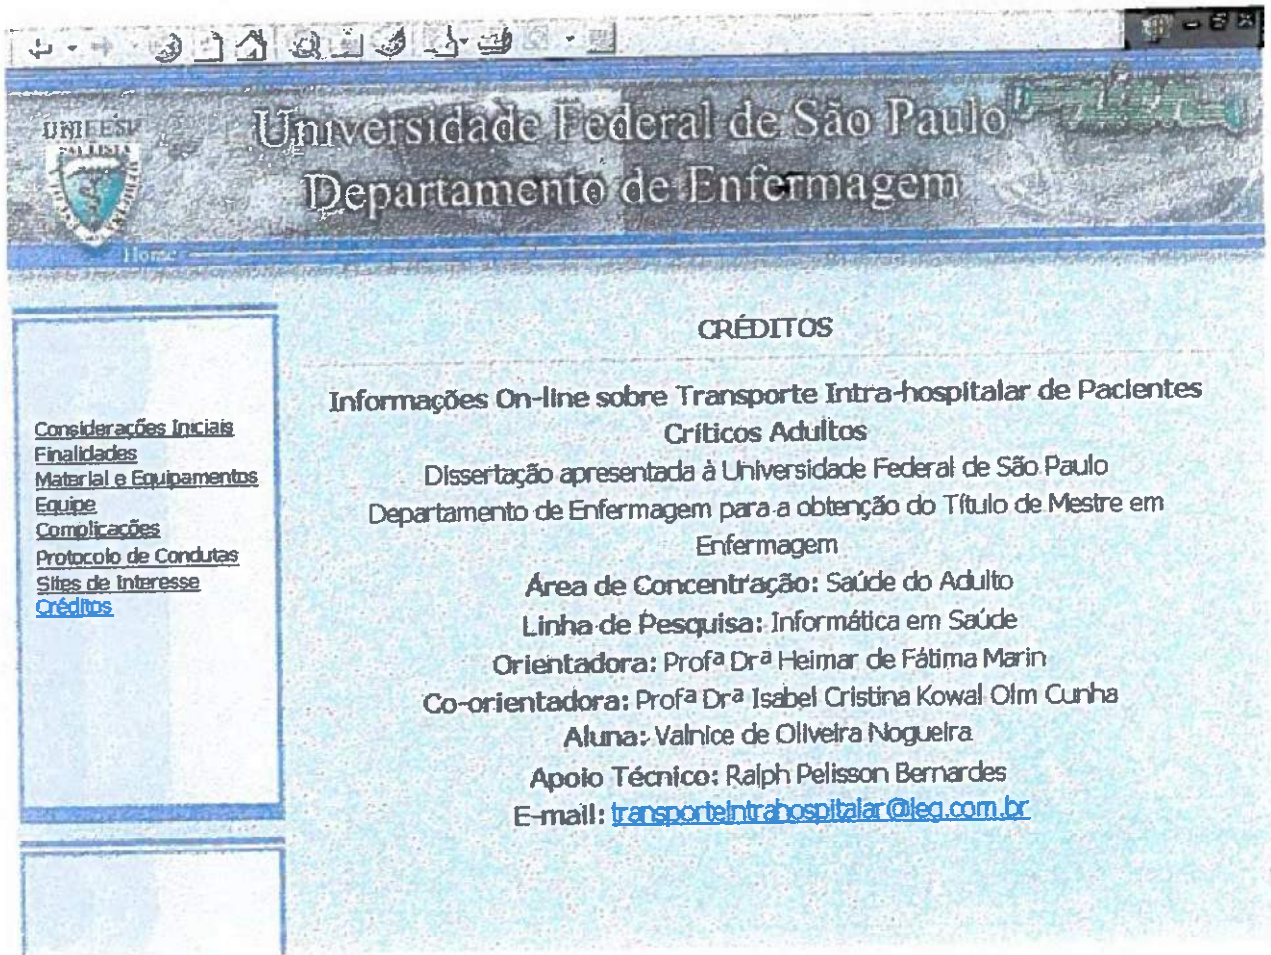 UNIFESP
PAULISTA
Universidade Federal de São Paulo
Departamento de Enfermagem
Home
Considerações Iniciais
Finalidades
Material e Equipamentos
Equipe
Complicações
Protocolo de Condutas
Sites de Interesse
Créditos
CRÉDITOS
Informações On-line sobre Transporte Intra-hospitalar de Pacientes
Críticos Adultos
Dissertação apresentada à Universidade Federal de São Paulo
Departamento de Enfermagem para a obtenção do Título de Mestre em
Enfermagem
Área de Concentração: Saúde do Adulto
Linha de Pesquisa: Informática em Saúde
Orientadora: Profª Drª Heimar de Fátima Marin
Co-orientadora: Profª Drª Isabel Cristina Kowal Olm Cunha
Aluna: Valnice de Oliveira Nogueira
Apoio Técnico: Ralph Pelisson Bernardes
E-mail: transporteintrahospitalar@leg.com.br